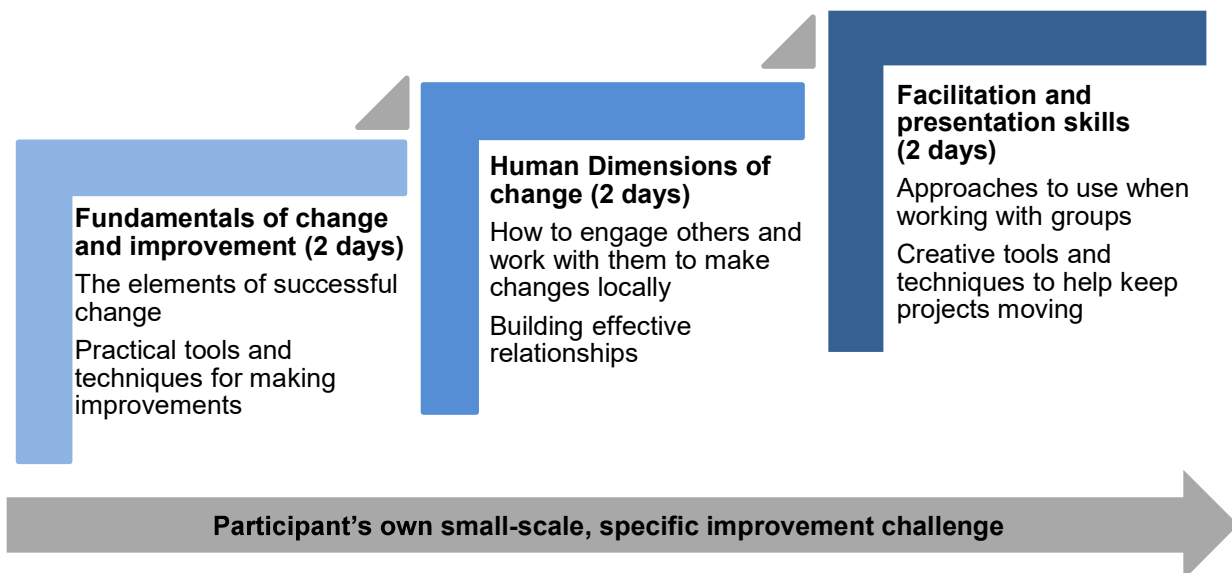 Fundamentals of change
and improvement (2 days)
The elements of successful
change
Practical tools and
techniques for making
improvements
Human Dimensions of
change (2 days)
How to engage others and
work with them to make
changes locally
Building effective
relationships
Facilitation and
presentation skills
(2 days)
Approaches to use when
working with groups
Creative tools and
techniques to help keep
projects moving
Participant’s own small-scale, specific improvement challenge